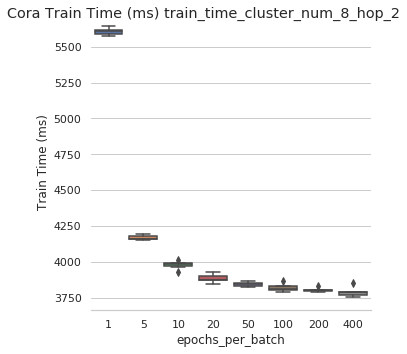 Cora Train Time (ms) train_time_cluster_num_8_hop_2
5500
5250
5000
4750
4500
4250
4000
3750
Train Time (ms)
1 5 10 20 50 100 200 400
epochs_per_batch